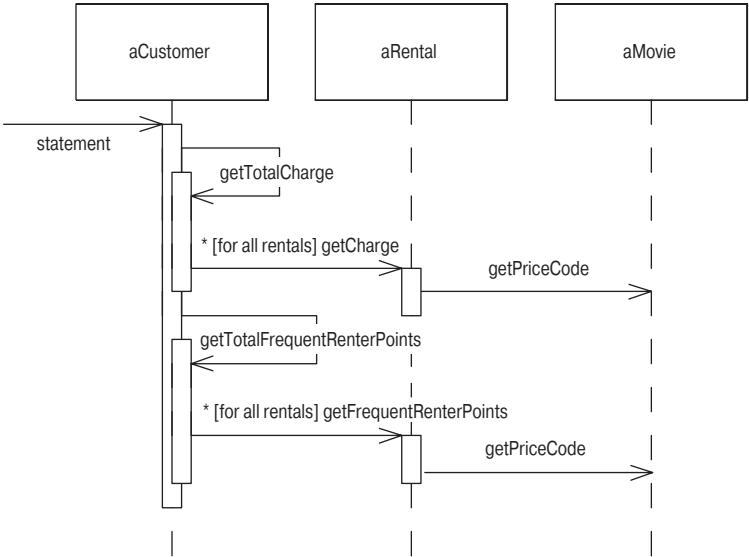 aCustomer
aRental
aMovie
statement
getTotalCharge
* [for all rentals] getCharge
getPriceCode
getTotalFrequentRenterPoints
* [for all rentals] getFrequentRenterPoints
getPriceCode